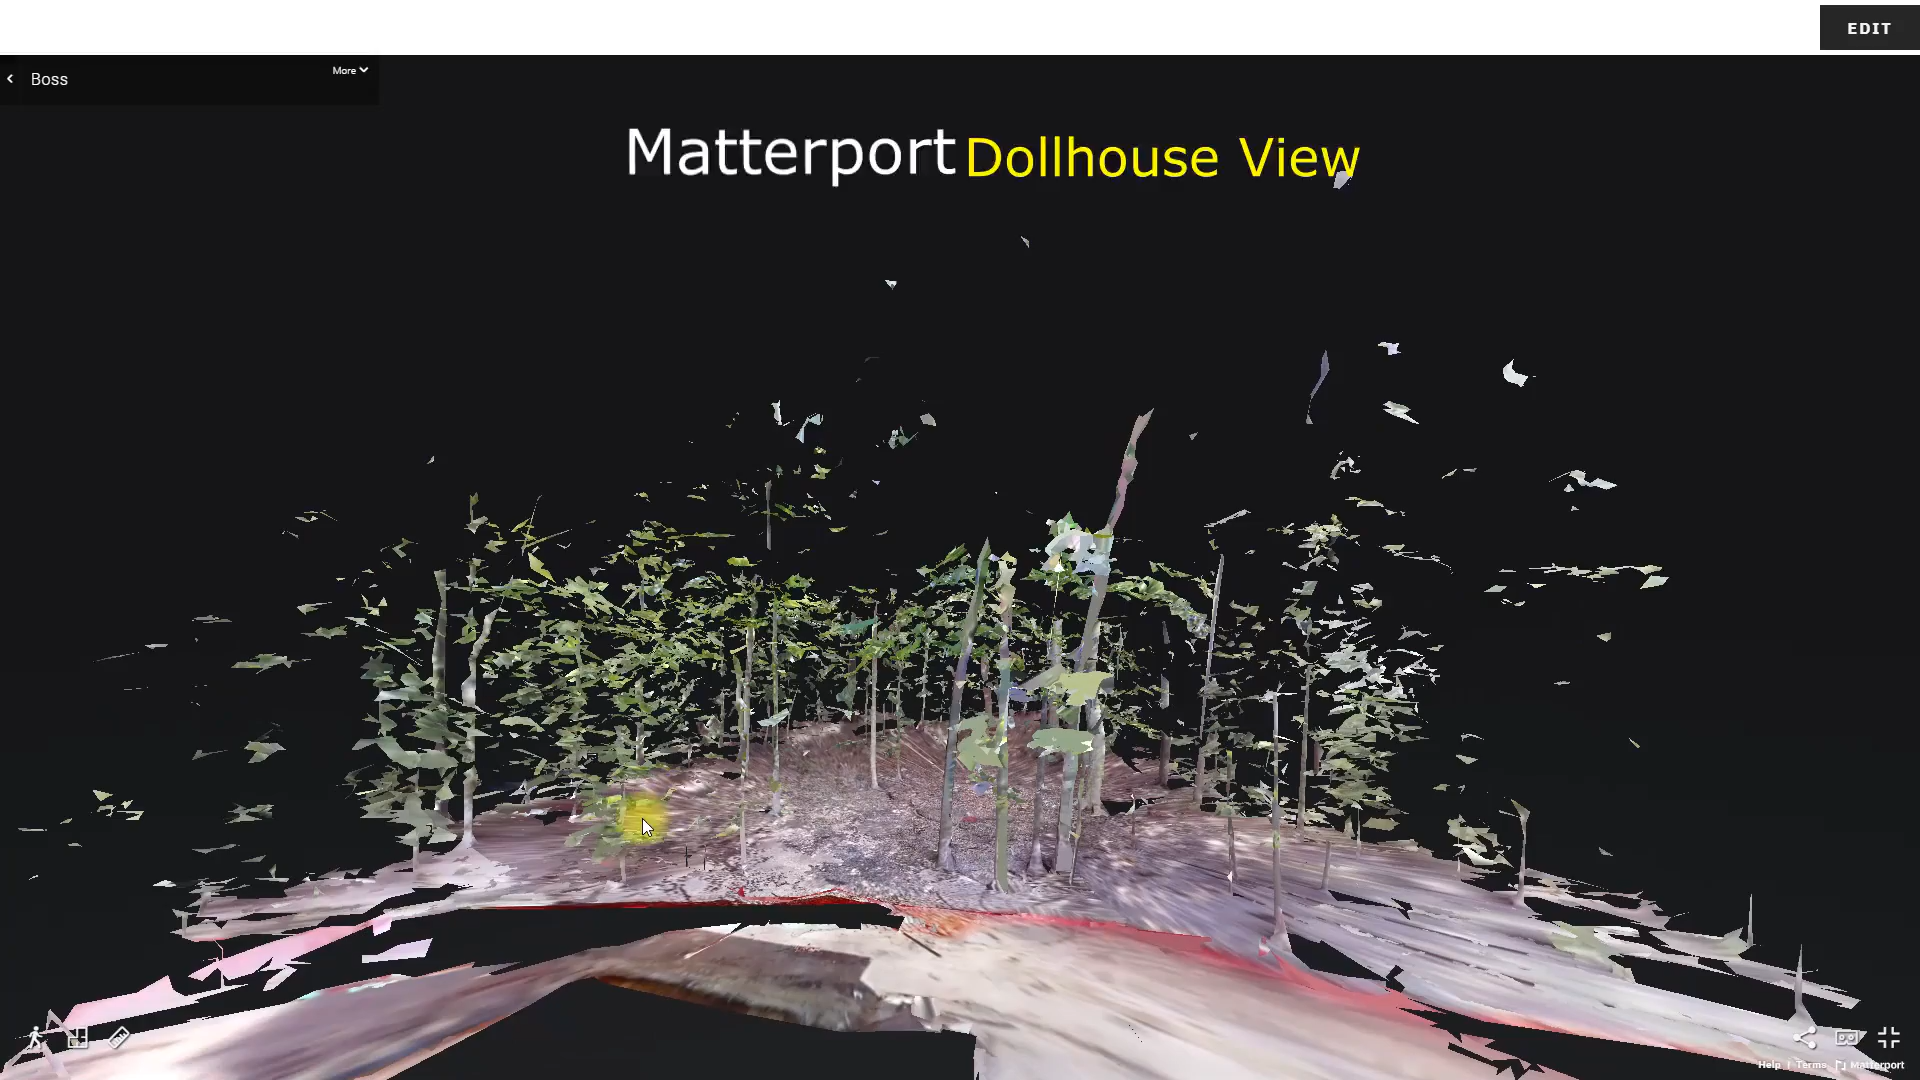 EDIT
Boss
More
Matterport Dollhouse View
Help | Terms Matterport